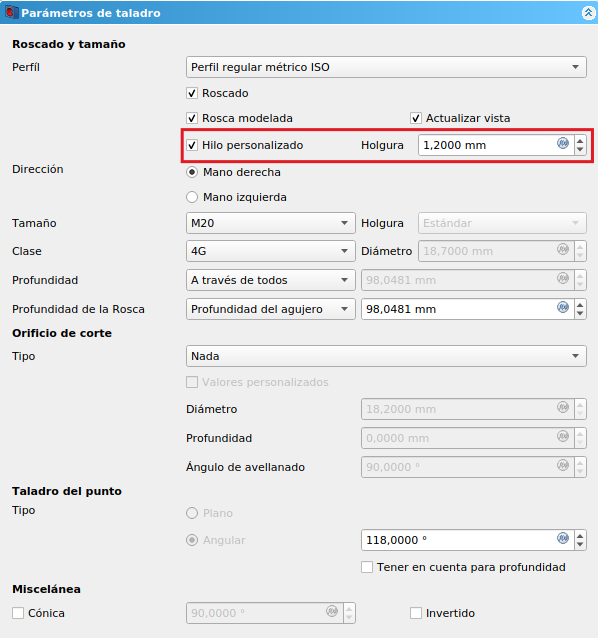 Parámetros de taladro
Roscado y tamaño
Perfíl Perfil regular métrico ISO
Roscado
Rosca modelada Actualizar vista
Hilo personalizado Holgura 1,2000 mm
Dirección Mano derecha
Mano izquierda
Tamaño M20 Holgura Estándar
Clase 4G Diámetro 18,7000 mm
Profundidad A través de todos 98,0481 mm
Profundidad de la Rosca Profundidad del agujero 98,0481 mm
Orificio de corte
Tipo Nada
Valores personalizados
Diámetro 18,2000 mm
Profundidad 0,0000 mm
Ángulo de avellanado 90,0000 °
Taladro del punto
Tipo Plano
Angular 118,0000 °
Tener en cuenta para profundidad
Miscelánea
Cónica 90,0000 ° Invertido